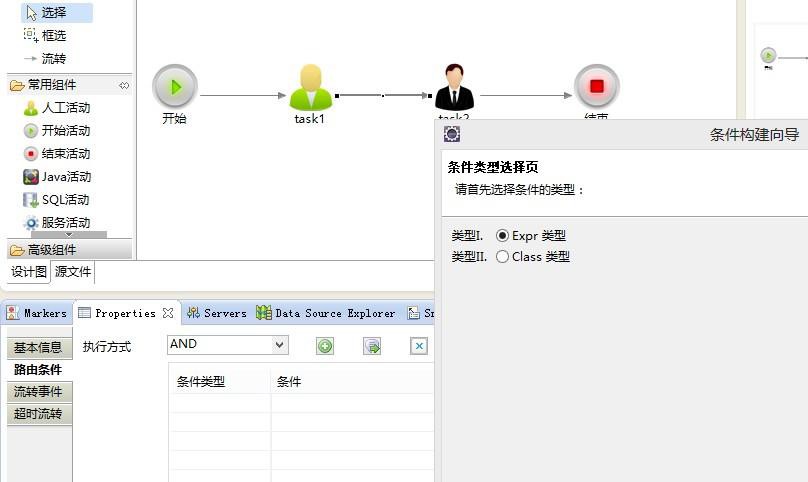 选择
框选
流转
常用组件
人工活动
开始活动
结束活动
Java活动
SQL活动
服务活动
高级组件
设计图 源文件
开始
task1
task2
结束
条件构建向导
条件类型选择页
请首先选择条件的类型：
类型I. Expr 类型
类型II. Class 类型
Markers Properties Servers Data Source Explorer
基本信息
路由条件
流转事件
超时流转
执行方式 AND
条件类型 条件